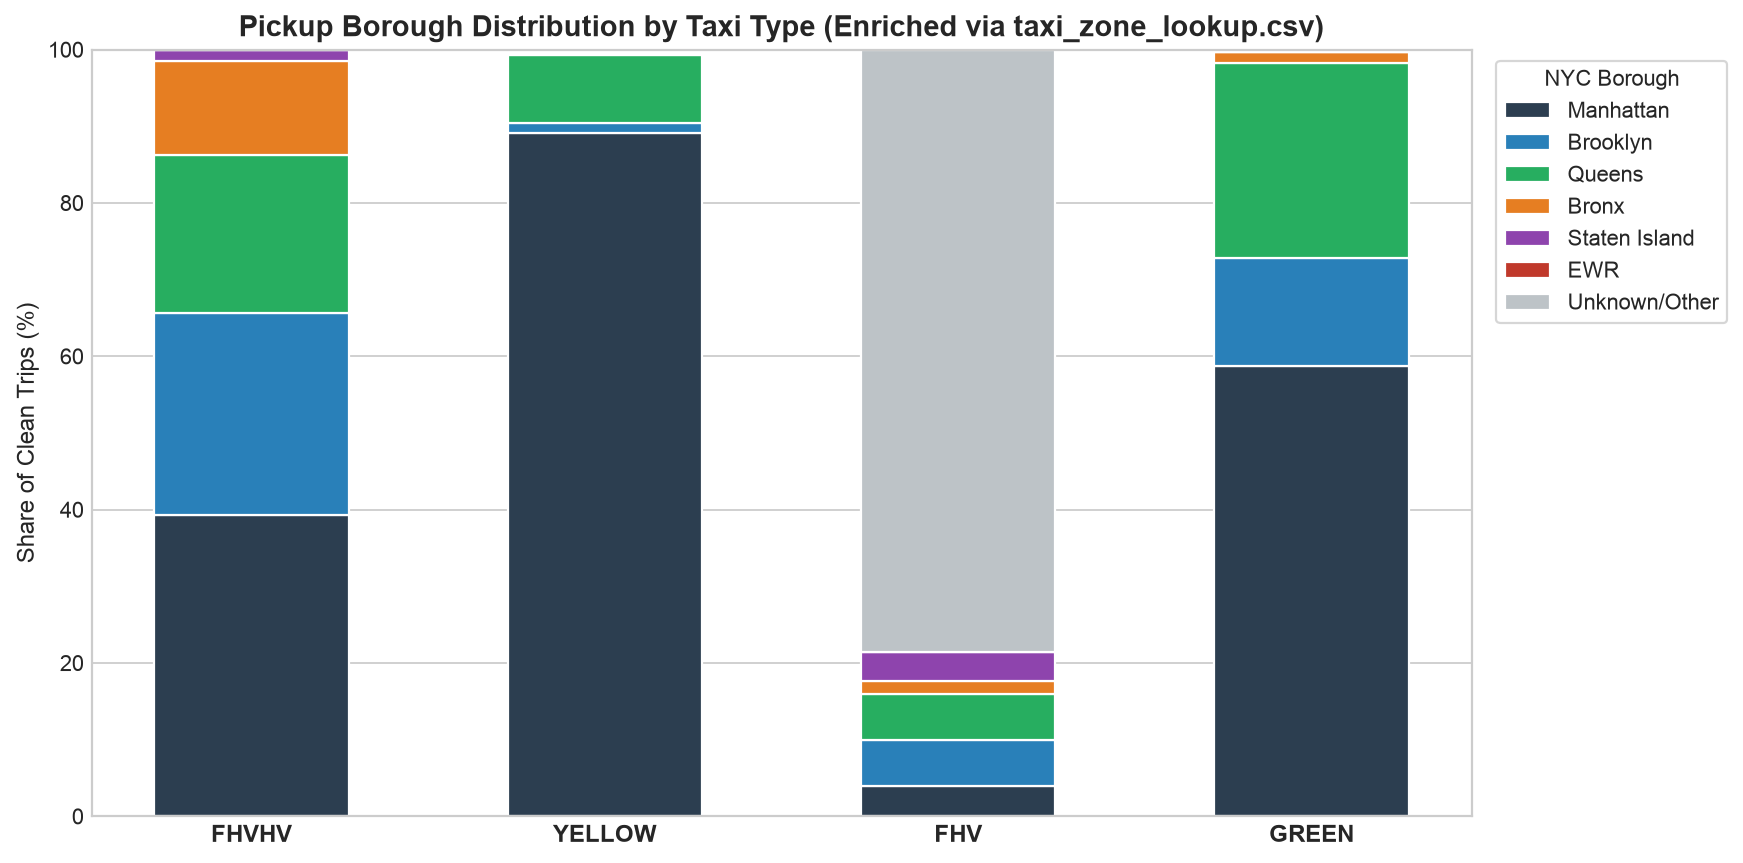 Pickup Borough Distribution by Taxi Type (Enriched via taxi_zone_lookup.csv)
Share of Clean Trips (%)
100
80
60
40
20
0
FHVHV
YELLOW
FHV
GREEN
NYC Borough
Manhattan
Brooklyn
Queens
Bronx
Staten Island
EWR
Unknown/Other